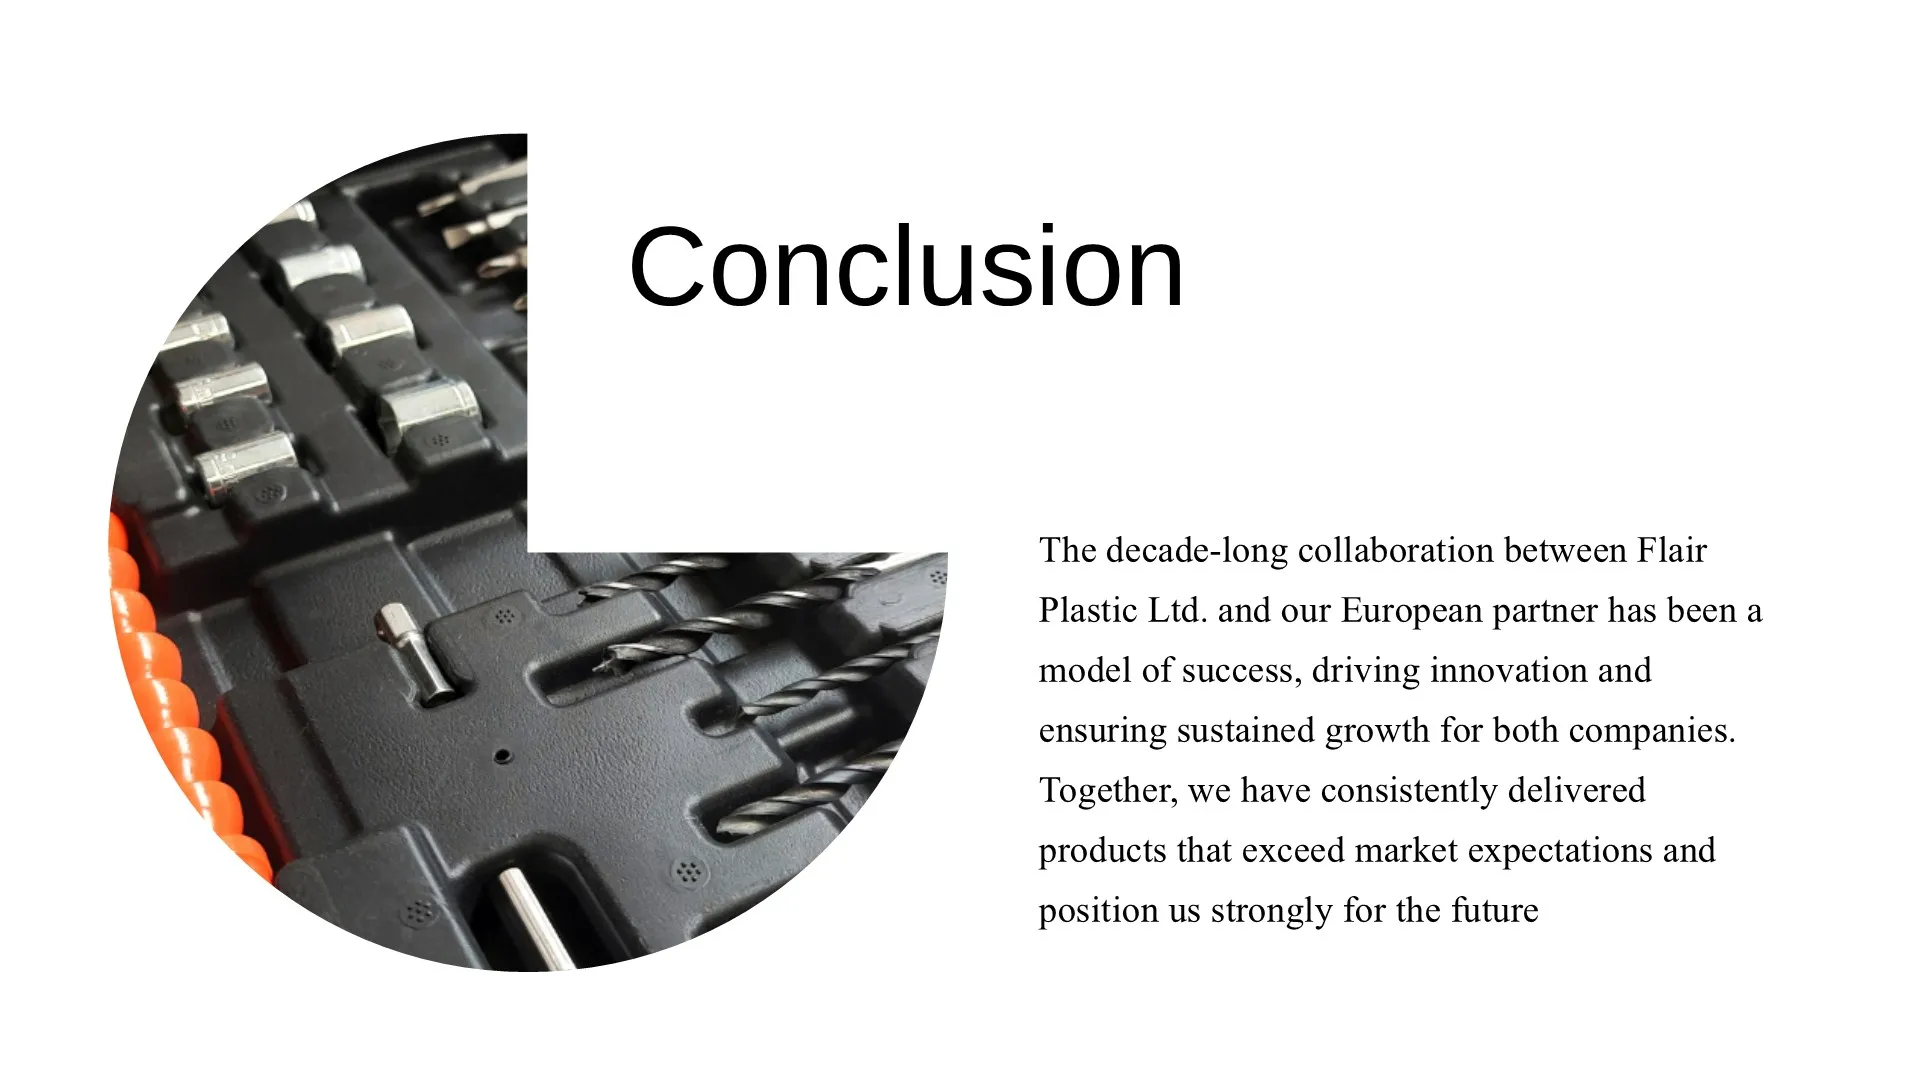 Conclusion
The decade-long collaboration between Flair
Plastic Ltd. and our European partner has been a
model of success, driving innovation and
ensuring sustained growth for both companies.
Together, we have consistently delivered
products that exceed market expectations and
position us strongly for the future